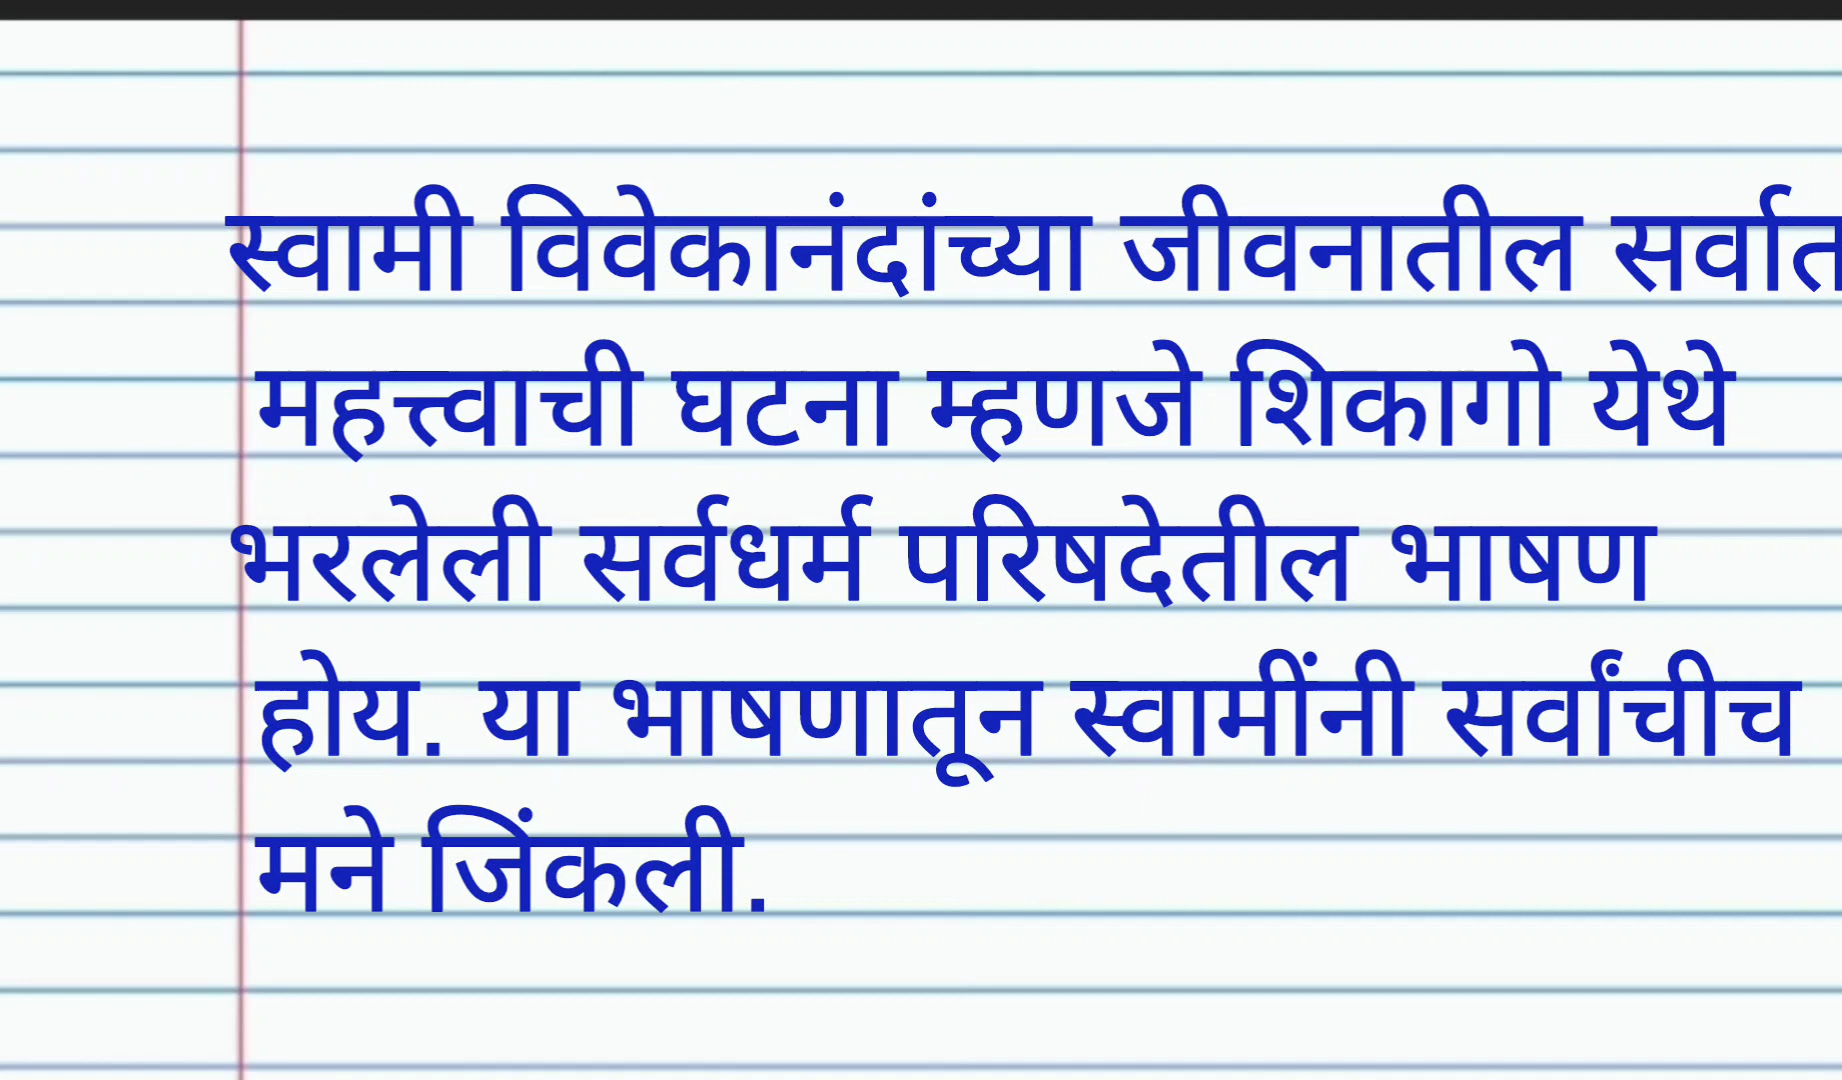 स्वामी विवेकानंदांच्या जीवनातील सर्वात
महत्त्वाची घटना म्हणजे शिकागो येथे
भरलेली सर्वधर्म परिषदेतील भाषण
होय. या भाषणातून स्वामींनी सर्वांचीच
मने जिंकली.